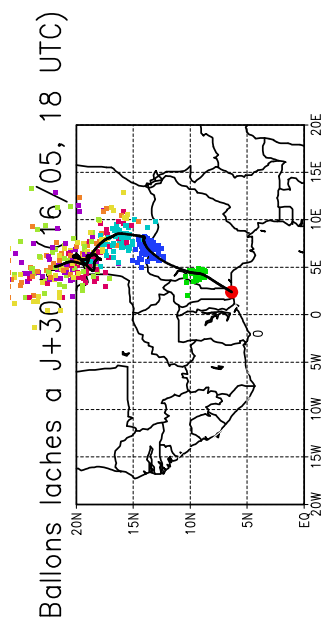 Ballons laches a J+30 /6/05, 18 UTC)
20N
15N
10N
5N
EQ
20W 15W 10W 5W 0 5E 10E 15E 20E
0